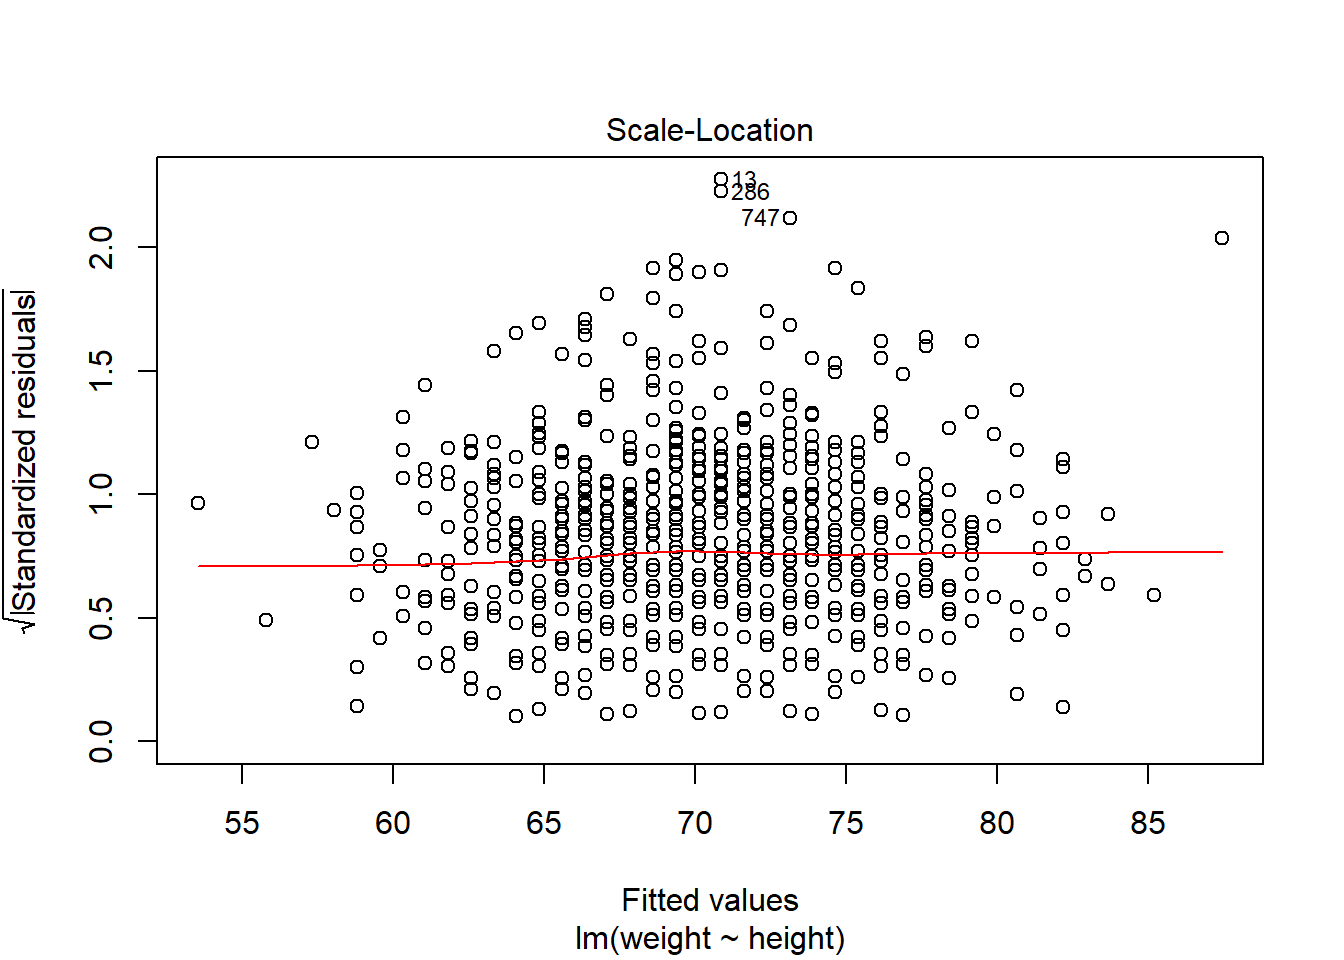 Scale-Location
13
286
747
2.0
1.5
1.0
0.5
0.0
√|Standardized residuals|
55 60 65 70 75 80 85
Fitted values
lm(weight ~ height)